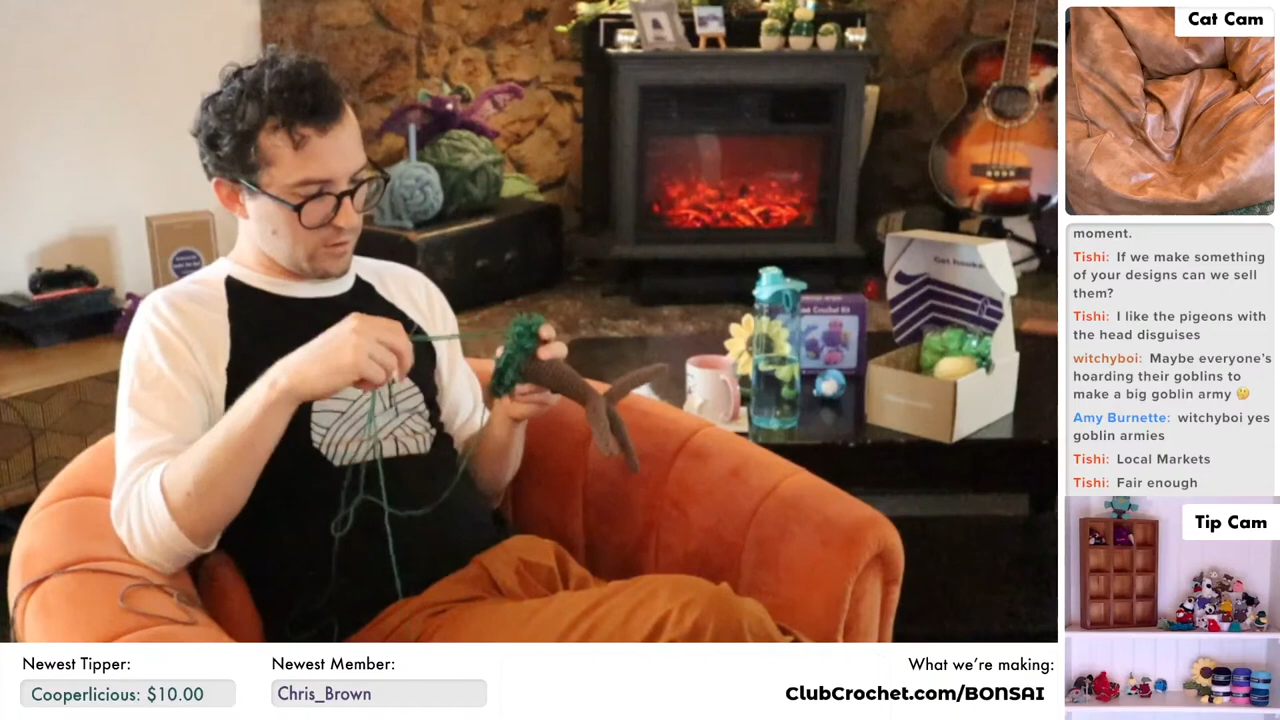 Cat Cam
moment.
Tishi: If we make something
of your designs can we sell
them?
Tishi: I like the pigeons with
the head disguises
witchyboi: Maybe everyone's
hoarding their goblins to
make a big goblin army 🤔
Amy Burnette: witchyboi yes
goblin armies
Tishi: Local Markets
Tishi: Fair enough
Tip Cam
A
Crochet Kit
Newest Tipper:
Cooperlicious: $10.00
Newest Member:
Chris_Brown
What we're making:
ClubCrochet.com/BONSAI